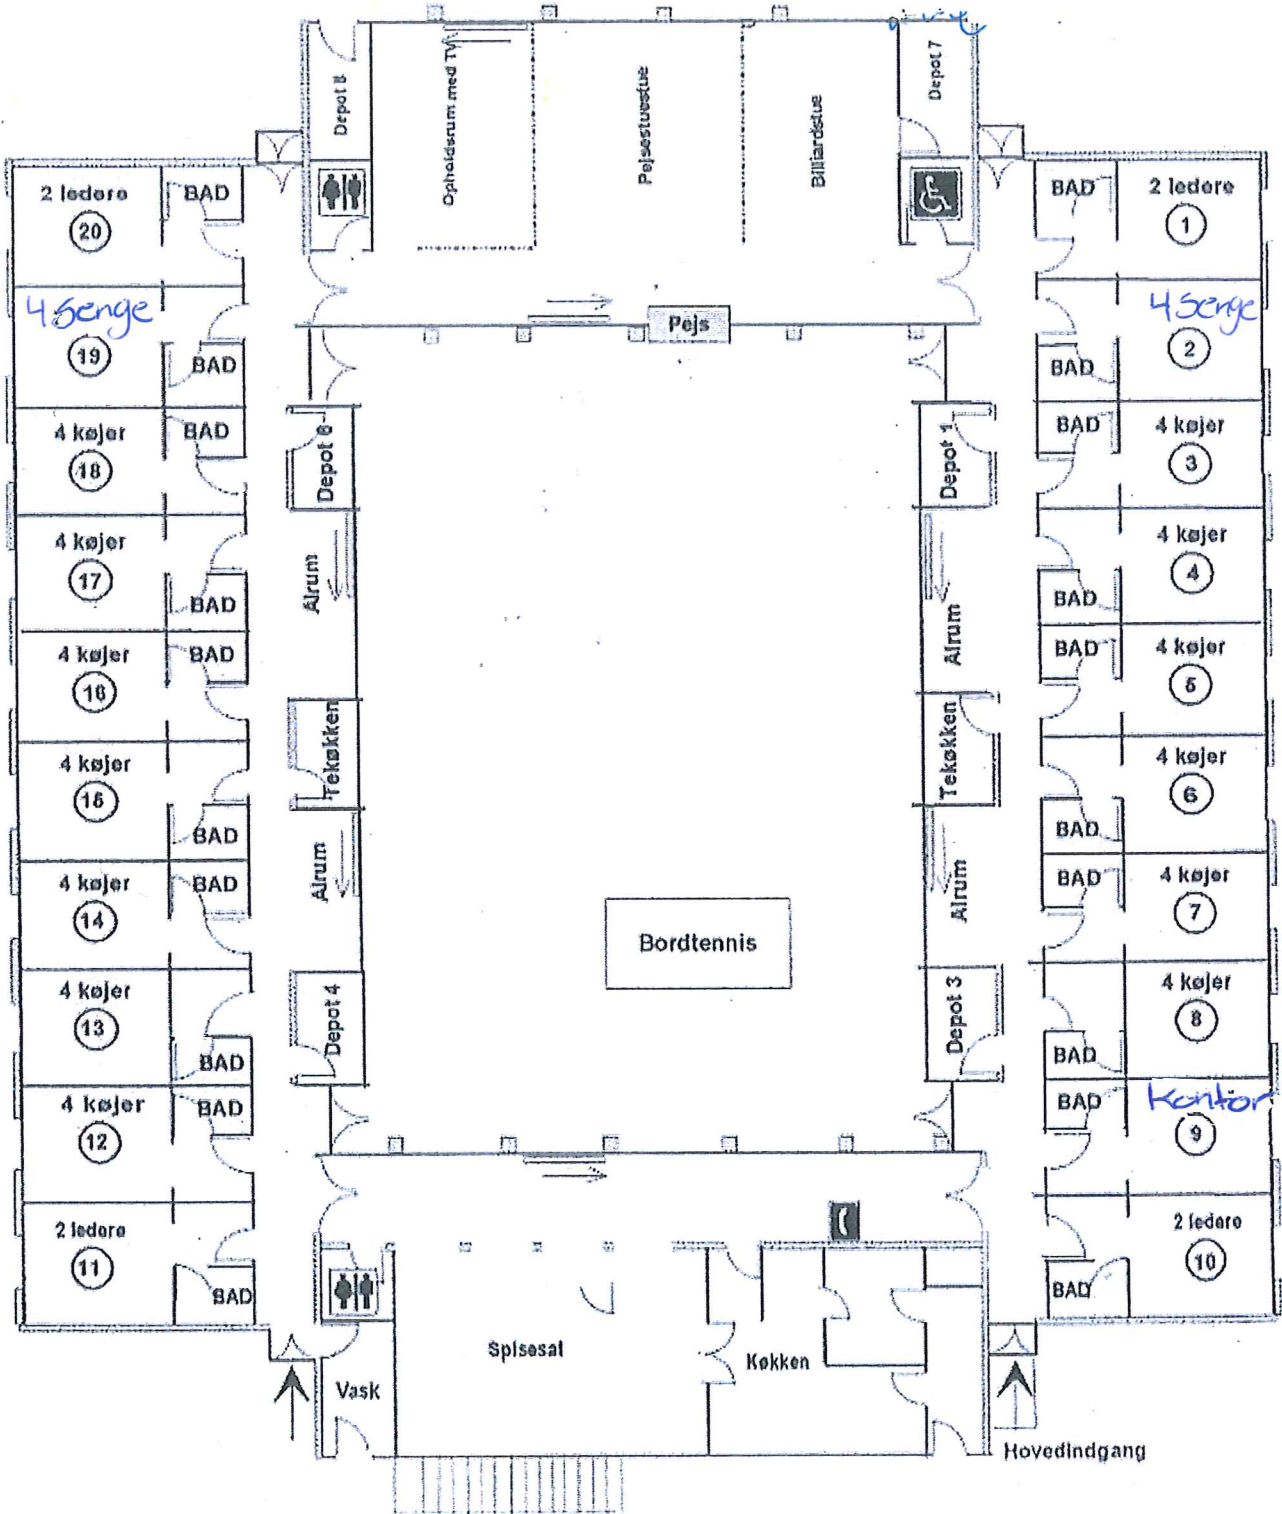 Depot 8
Opholdsrum med TV
Pejsestuestue
Billiardstue
Depot 7
2 ledere
20
BAD
4 senge
19
BAD
4 køjer
18
BAD
4 køjer
17
BAD
4 køjer
16
BAD
4 køjer
15
BAD
4 køjer
14
BAD
4 køjer
13
BAD
4 køjer
12
BAD
2 ledere
11
BAD
Pejs
Depot 6
Alrum
Tekøkken
Alrum
Depot 4
Bordtennis
Depot 1
Alrum
Tekøkken
Alrum
Depot 3
BAD
2 ledere
1
4 senge
2
BAD
BAD
4 køjer
3
4 køjer
4
BAD
BAD
4 køjer
5
4 køjer
6
BAD
BAD
4 køjer
7
4 køjer
8
BAD
BAD
Kontor
9
2 ledere
10
BAD
Vask
Spisesal
Køkken
Hovedindgang